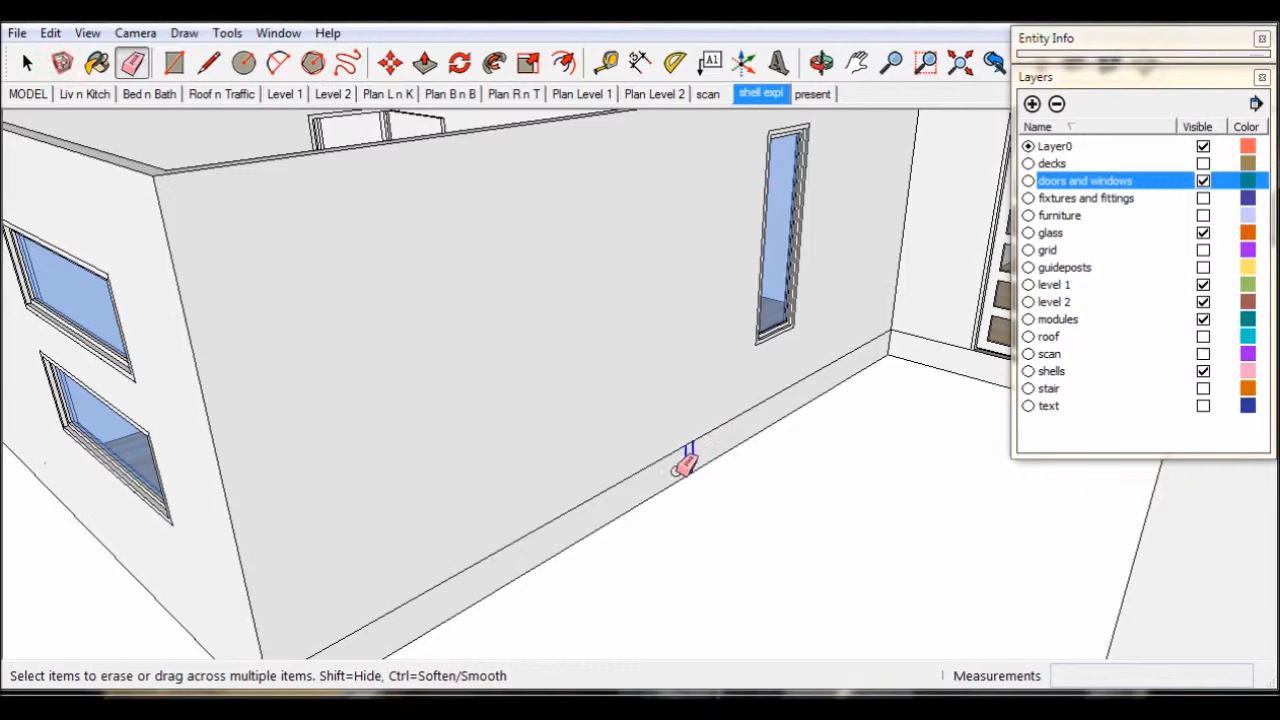 File Edit View Camera Draw Tools Window Help
Entity Info
Layers
A1
MODEL Liv n Kitch Bed n Bath Roof n Traffic Level 1 Level 2 Plan L n K Plan B n B Plan R n T Plan Level 1 Plan Level 2 scan shell expl present
Name Visible Color
Layer0
decks
doors and windows
fixtures and fittings
furniture
glass
grid
guideposts
level 1
level 2
modules
roof
scan
shells
stair
text
Select items to erase or drag across multiple items. Shift=Hide, Ctrl=Soften/Smooth
Measurements